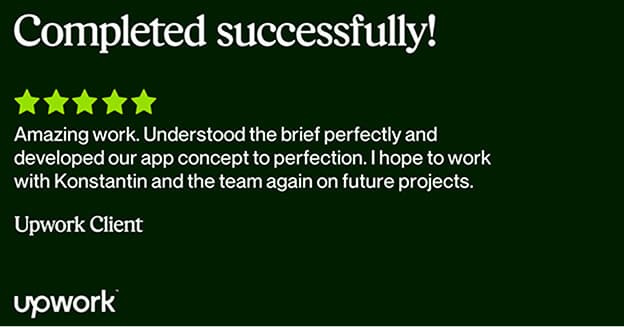 Completed successfully!
Amazing work. Understood the brief perfectly and
developed our app concept to perfection. I hope to work
with Konstantin and the team again on future projects.
Upwork Client
upwork™